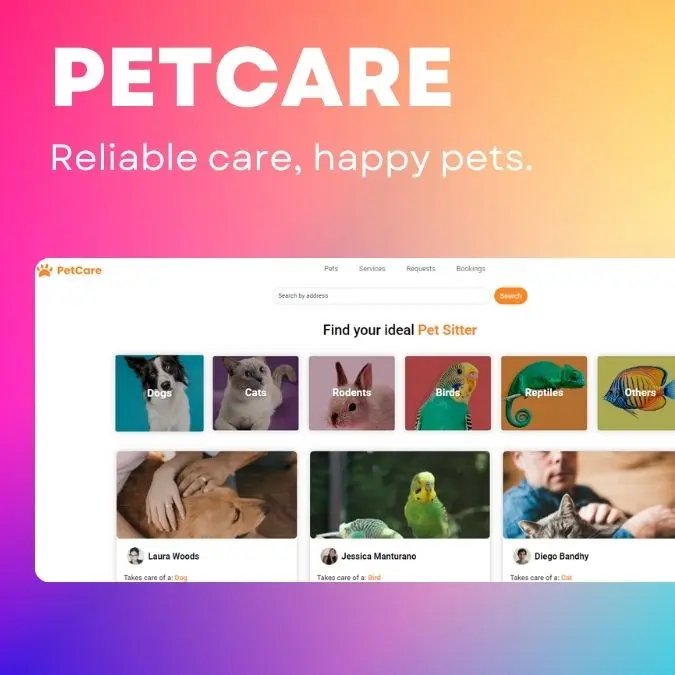 PETCARE
Reliable care, happy pets.
PetCare
Pets Services Requests Bookings
Search by address Search
Find your ideal Pet Sitter
Dogs Cats Rodents Birds Reptiles Others
Laura Woods Jessica Manturano Diego Bandhy
Takes care of a: Dog Takes care of a: Bird Takes care of a: Cat